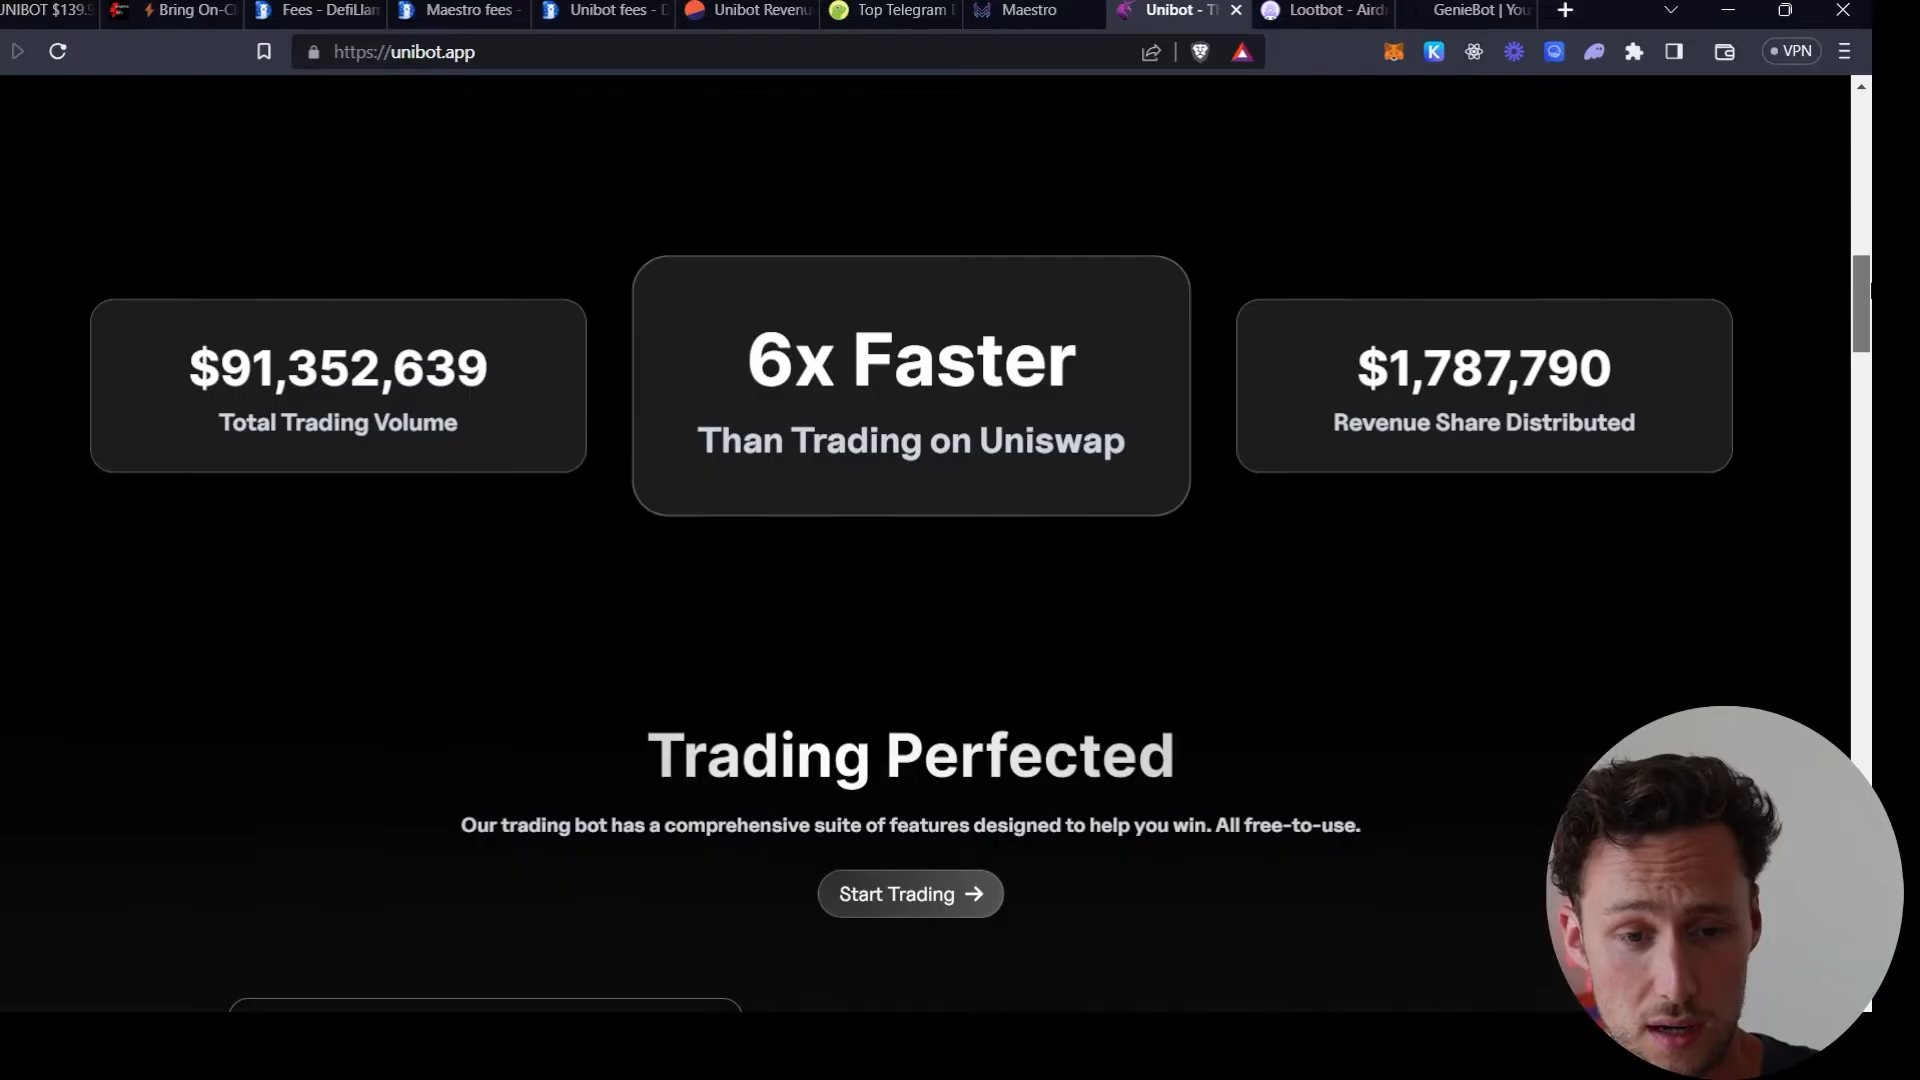 UNIBOT $139.
Bring On-C
Fees - DefiLlam
Maestro fees -
Unibot fees - D
Unibot Revenu
Top Telegram
Maestro
Unibot - T
Lootbot - Aird
GenieBot | You
https://unibot.app
VPN
$91,352,639
Total Trading Volume
6x Faster
Than Trading on Uniswap
$1,787,790
Revenue Share Distributed
Trading Perfected
Our trading bot has a comprehensive suite of features designed to help you win. All free-to-use.
Start Trading →